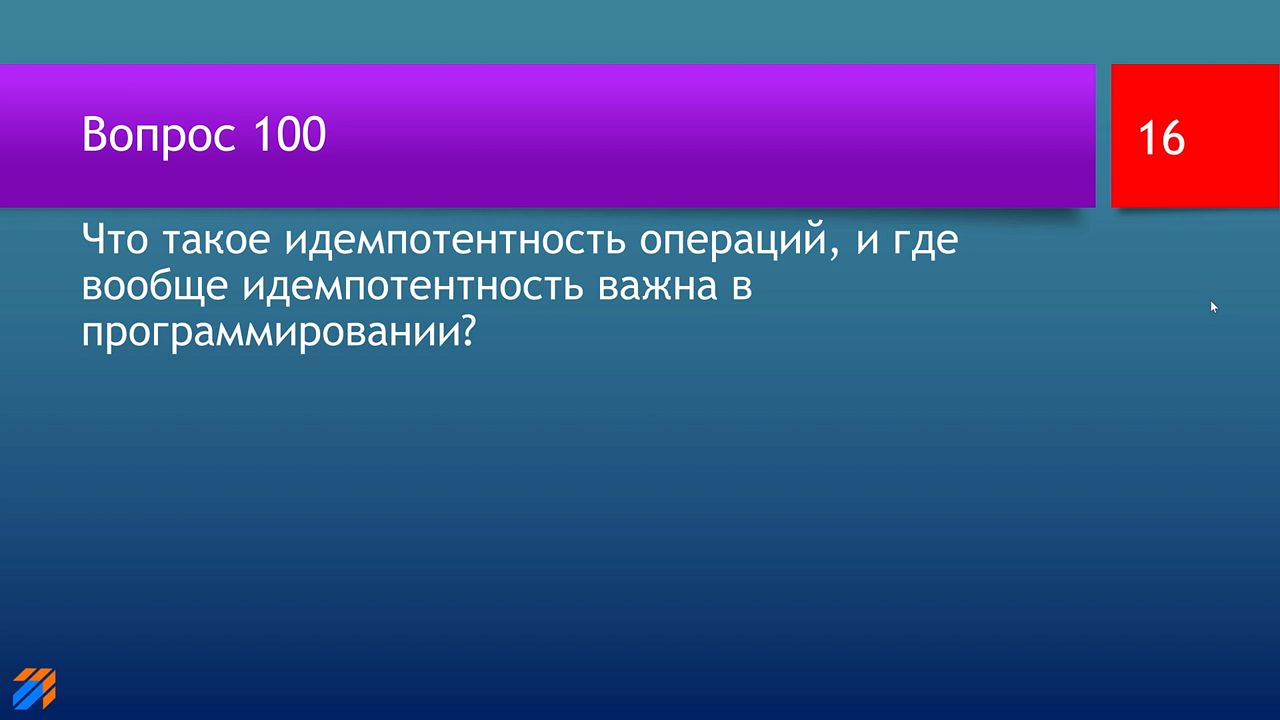 Вопрос 100
16
Что такое идемпотентность операций, и где
вообще идемпотентность важна в
программировании?